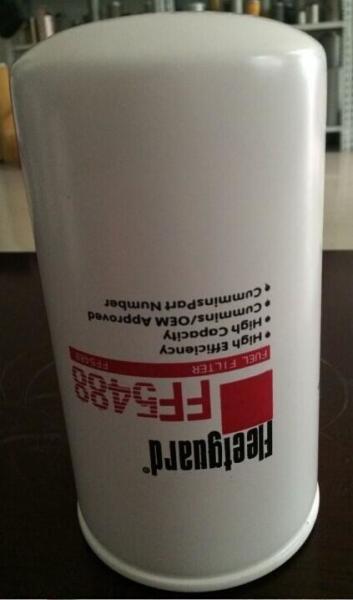 Fleetguard®
FF5488
FUEL FILTER FF5488
• High Efficiency
• High Capacity
• Cummins/OEM Approved
• CumminsPart Number